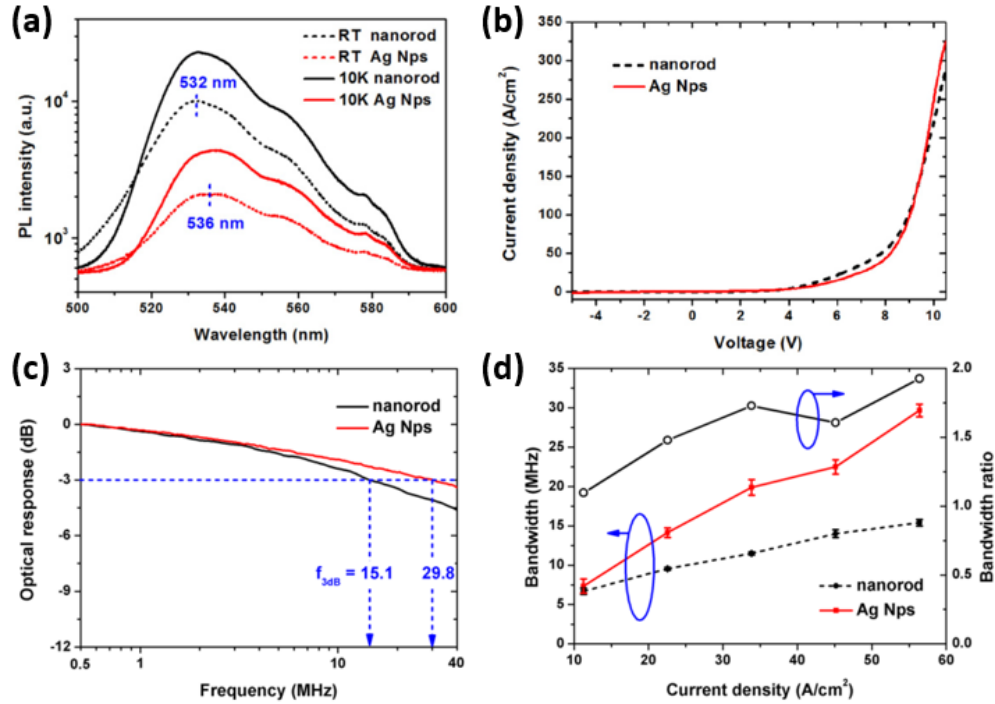 (a)
RT nanorod
RT Ag Nps
10K nanorod
10K Ag Nps
532 nm
536 nm
10^4
10^3
PL intensity (a.u.)
500 520 540 560 580 600
Wavelength (nm)
(b)
nanorod
Ag Nps
350
300
250
200
150
100
50
0
Current density (A/cm²)
-4 -2 0 2 4 6 8 10
Voltage (V)
(c)
nanorod
Ag Nps
3
0
-3
-6
-9
-12
Optical response (dB)
f3dB = 15.1 29.8
0.5 1 10 40
Frequency (MHz)
(d)
35
30
25
20
15
10
5
0
Bandwidth (MHz)
2.0
1.5
1.0
0.5
0.0
Bandwidth ratio
nanorod
Ag Nps
10 20 30 40 50 60
Current density (A/cm²)